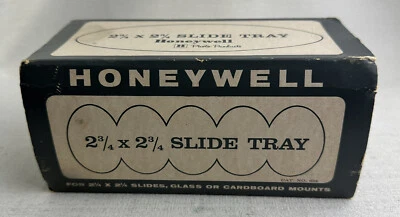 2¾ x 2¾ SLIDE TRAY
Honeywell
H Photo Products
HONEYWELL
2¾ x 2¾ SLIDE TRAY
FOR 2¾ x 2¾ SLIDES, GLASS OR CARDBOARD MOUNTS